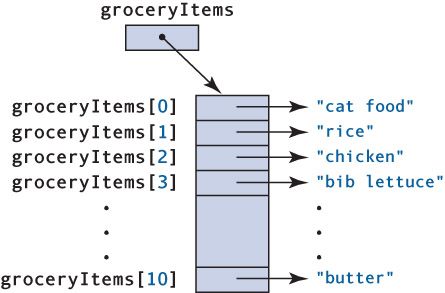 groceryItems
groceryItems[0] "cat food"
groceryItems[1] "rice"
groceryItems[2] "chicken"
groceryItems[3] "bib lettuce"
groceryItems[10] "butter"